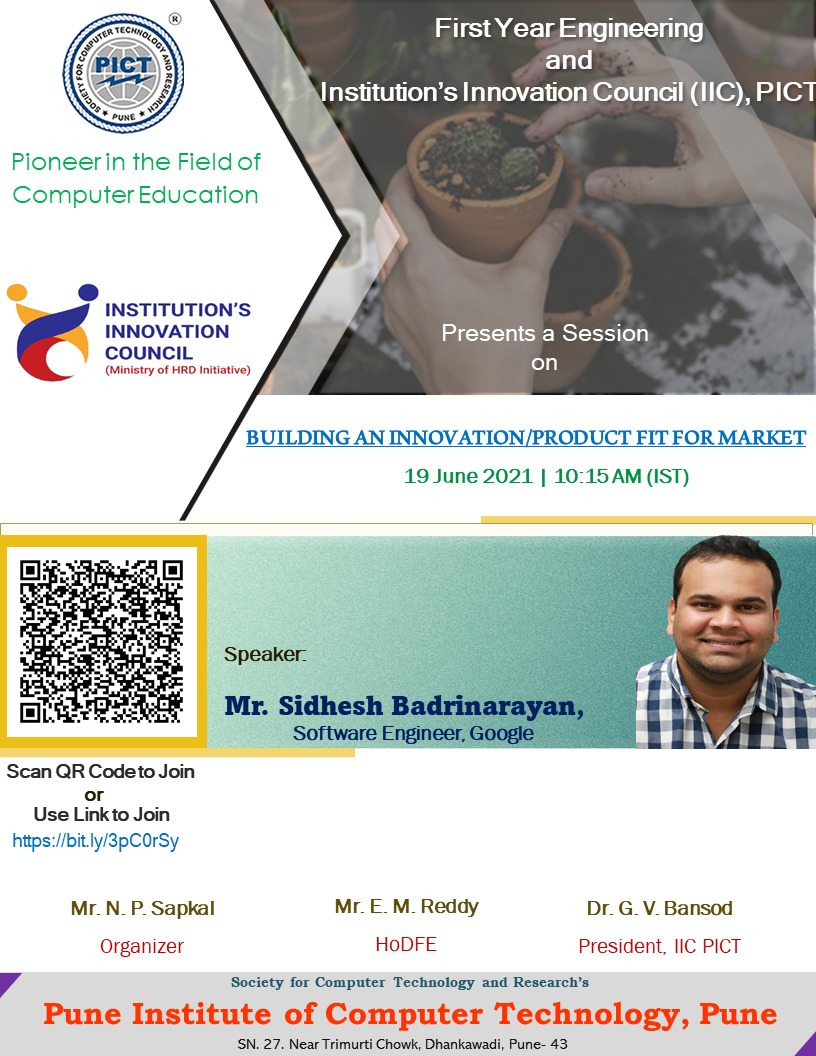 SOCIETY FOR COMPUTER TECHNOLOGY AND RESEARCH
PICT
★ PUNE ★
®
Pioneer in the Field of
Computer Education
INSTITUTION'S
INNOVATION
COUNCIL
(Ministry of HRD Initiative)
First Year Engineering
and
Institution's Innovation Council (IIC), PICT
Presents a Session
on
BUILDING AN INNOVATION/PRODUCT FIT FOR MARKET
19 June 2021 | 10:15 AM (IST)
Speaker:
Mr. Sidhesh Badrinarayan,
Software Engineer, Google
Scan QR Code to Join
or
Use Link to Join
https://bit.ly/3pC0rSy
Mr. N. P. Sapkal
Organizer
Mr. E. M. Reddy
HoDFE
Dr. G. V. Bansod
President, IIC PICT
Society for Computer Technology and Research's
Pune Institute of Computer Technology, Pune
SN. 27. Near Trimurti Chowk, Dhankawadi, Pune- 43